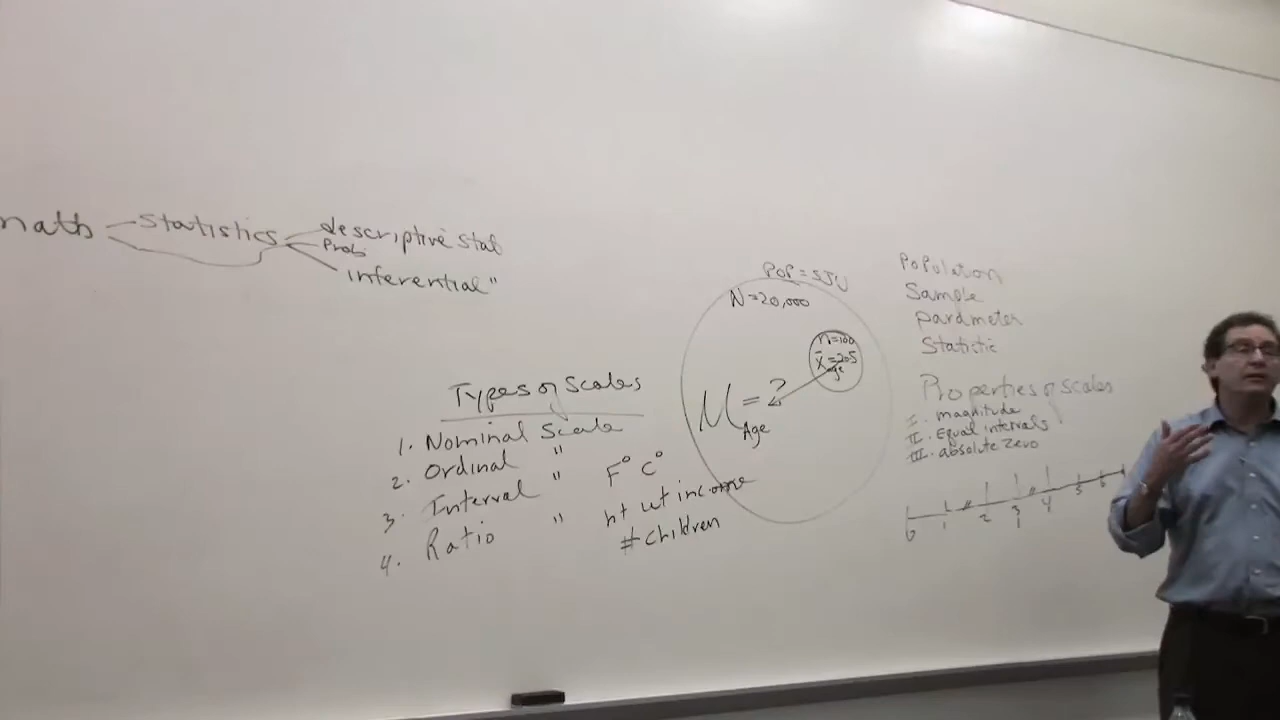 math
Statistics
descriptive stat
Prob
inferential "
Types of Scales
1. Nominal Scale
2. Ordinal "
3. Interval " F° C°
4. Ratio " ht wt income
#children
POP = SJU
N=20,000
n=100
X̄=20.5
age
M = ?
Age
Population
Sample
Parameter
Statistic
Properties of Scales
I. magnitude
II. Equal intervals
III. absolute zero
0 1 2 3 4 5 6